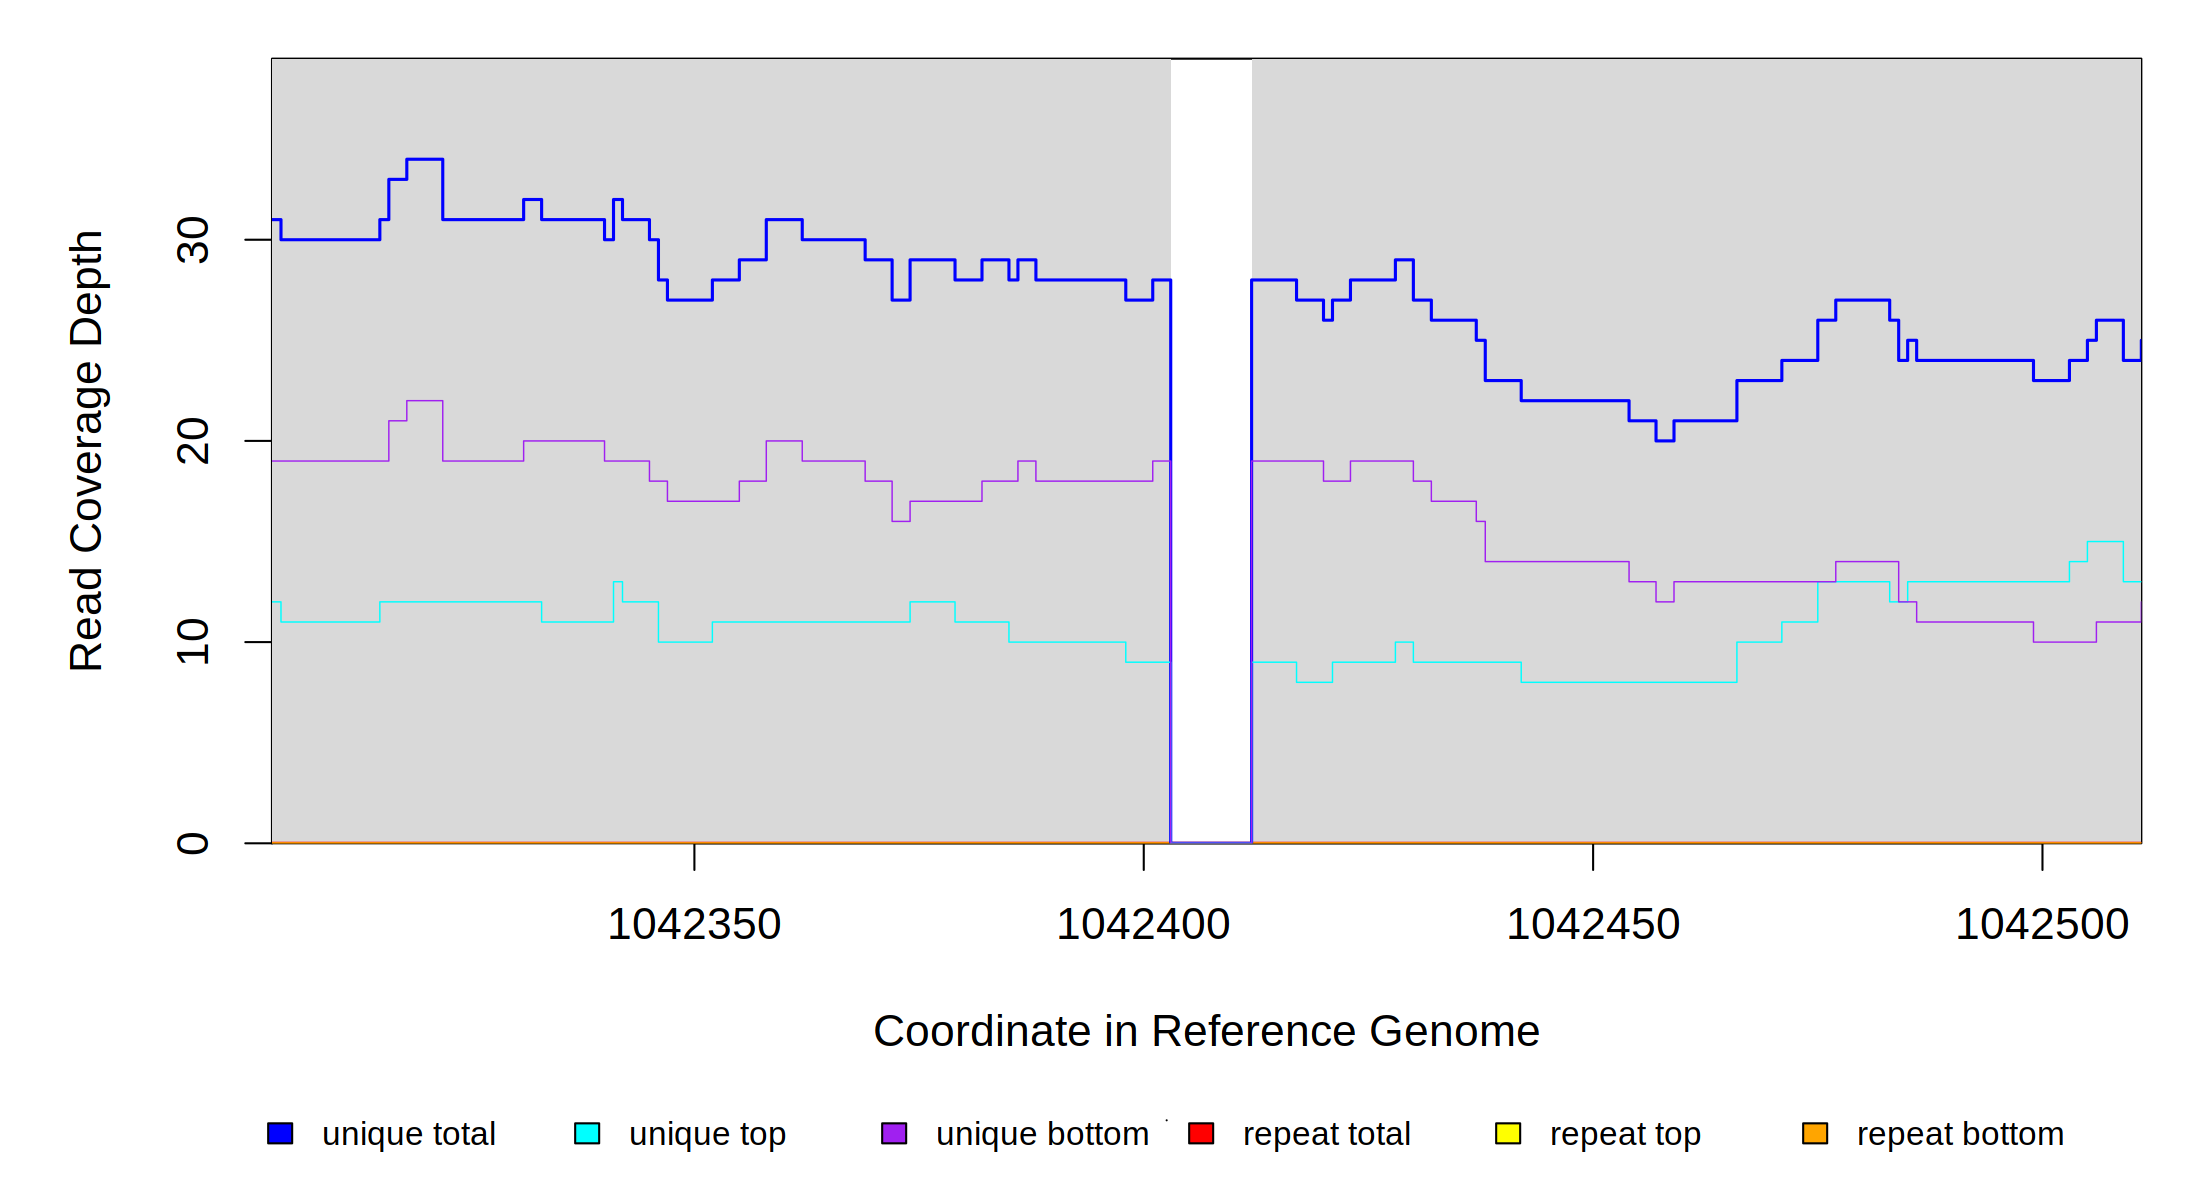 Read Coverage Depth
30
20
10
0
1042350 1042400 1042450 1042500
Coordinate in Reference Genome
unique total unique top unique bottom repeat total repeat top repeat bottom